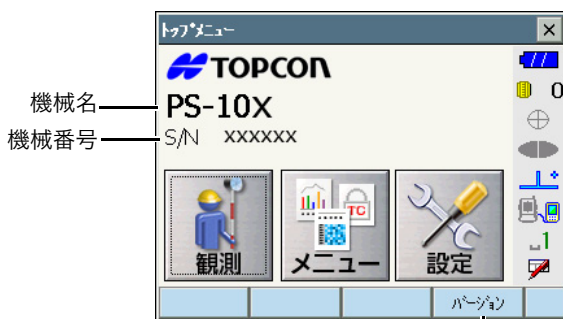 トップメニュー
TOPCON
0
機械名
PS-10X
機械番号
S/N xxxxxx
TC
1
観測
メニュー
設定
バージョン